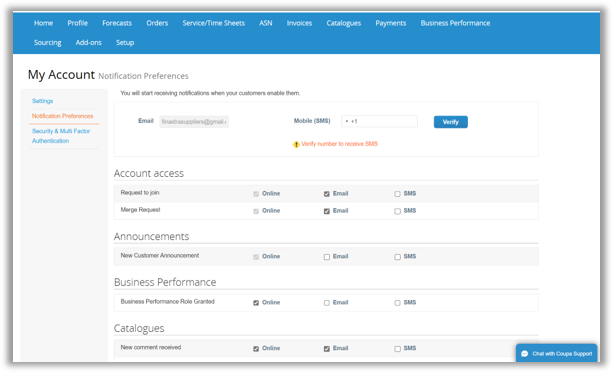 Home Profile Forecasts Orders Service/Time Sheets ASN Invoices Catalogues Payments Business Performance
Sourcing Add-ons Setup
My Account Notification Preferences
You will start receiving notifications when your customers enable them.
Settings
Notification Preferences
Security & Multi Factor
Authentication
Email finastrasuppliers@gmail.c Mobile (SMS) +1 Verify
Verify number to receive SMS
Account access
Request to join Online Email SMS
Merge Request Online Email SMS
Announcements
New Customer Announcement Online Email SMS
Business Performance
Business Performance Role Granted Online Email SMS
Catalogues
New comment received Online Email SMS
Chat with Coupa Support